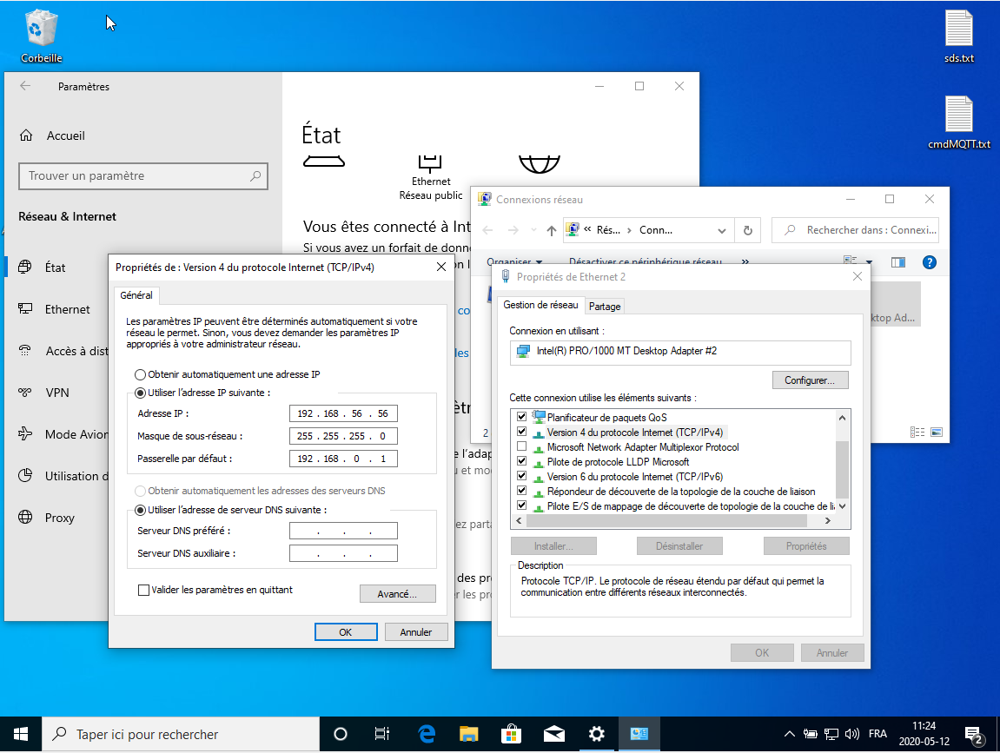 Corbeille
sds.txt
cmdMQTT.txt
Paramètres
Accueil
Trouver un paramètre
Réseau & Internet
État
Ethernet
Accès à dist
VPN
Mode Avion
Utilisation d
Proxy
État
Ethernet
Réseau public
Vous êtes connecté à Int
Si vous avez un forfait de donn
Connexions réseau
« Rés... › Conn...
Rechercher dans : Connexi...
Organiser
Désactiver ce périphérique réseau
»
ktop Ad...
2
Propriétés de : Version 4 du protocole Internet (TCP/IPv4)
Général
Les paramètres IP peuvent être déterminés automatiquement si votre
réseau le permet. Sinon, vous devez demander les paramètres IP
appropriés à votre administrateur réseau.
Obtenir automatiquement une adresse IP
Utiliser l'adresse IP suivante :
Adresse IP : 192 . 168 . 56 . 56
Masque de sous-réseau : 255 . 255 . 255 . 0
Passerelle par défaut : 192 . 168 . 0 . 1
Obtenir automatiquement les adresses des serveurs DNS
Utiliser l'adresse de serveur DNS suivante :
Serveur DNS préféré : . . .
Serveur DNS auxiliaire : . . .
Valider les paramètres en quittant
Avancé...
OK
Annuler
Propriétés de Ethernet 2
Gestion de réseau
Partage
Connexion en utilisant :
Intel(R) PRO/1000 MT Desktop Adapter #2
Configurer...
Cette connexion utilise les éléments suivants :
Planificateur de paquets QoS
Version 4 du protocole Internet (TCP/IPv4)
Microsoft Network Adapter Multiplexor Protocol
Pilote de protocole LLDP Microsoft
Version 6 du protocole Internet (TCP/IPv6)
Répondeur de découverte de la topologie de la couche de liaison
Pilote E/S de mappage de découverte de topologie de la couche de li
Installer...
Désinstaller
Propriétés
Description
Protocole TCP/IP. Le protocole de réseau étendu par défaut qui permet la
communication entre différents réseaux interconnectés.
OK
Annuler
Taper ici pour rechercher
FRA
11:24
2020-05-12
2